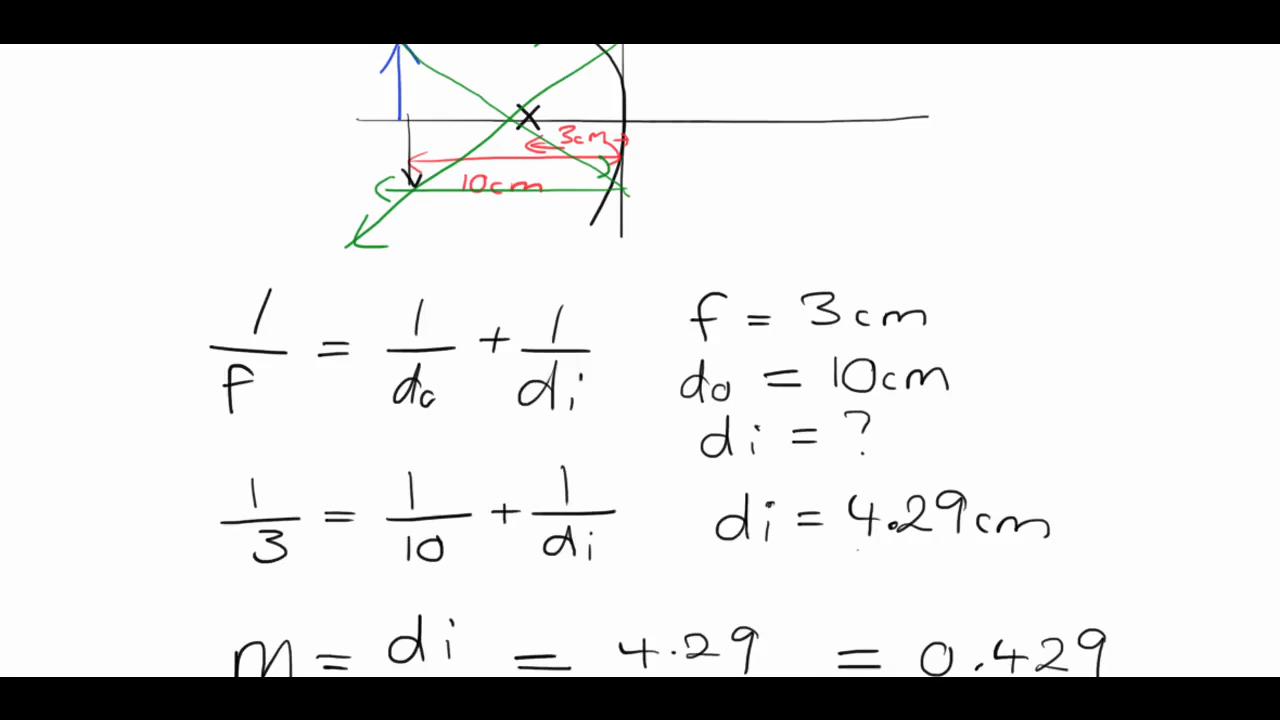 3cm
10cm
1/f = 1/do + 1/di
f = 3cm
do = 10cm
di = ?
1/3 = 1/10 + 1/di
di = 4.29cm
m = di = 4.29 = 0.429